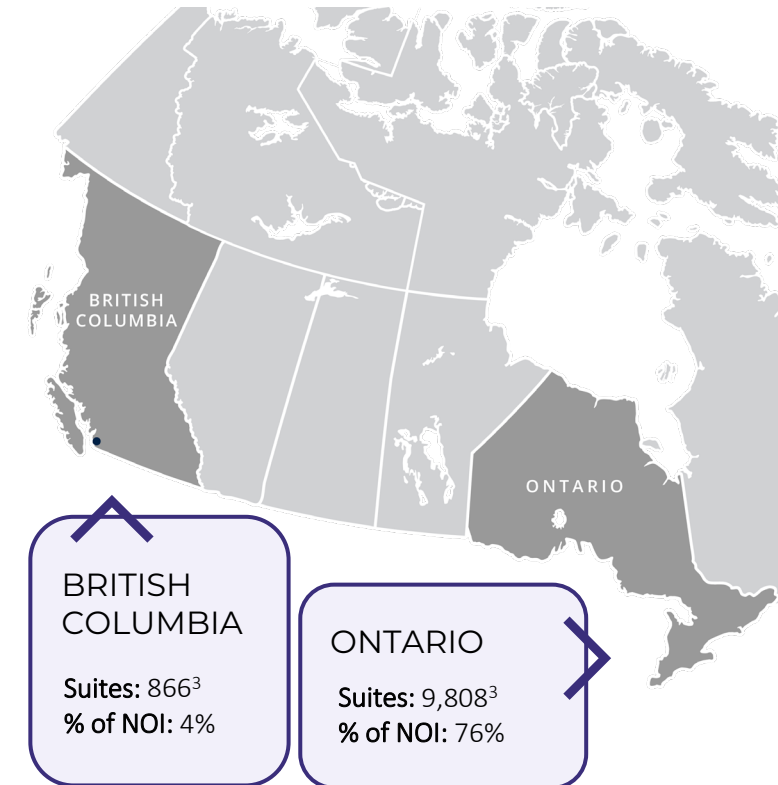 BRITISH
COLUMBIA
ONTARIO
BRITISH
COLUMBIA
Suites: 866³
% of NOI: 4%
ONTARIO
Suites: 9,808³
% of NOI: 76%